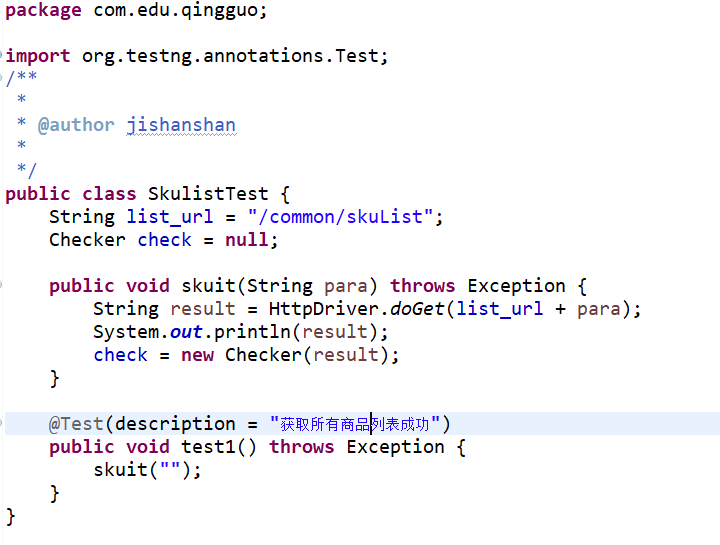 package com.edu.qingguo;
import org.testng.annotations.Test;
/**
*
* @author jishanshan
*
*/
public class SkulistTest {
String list_url = "/common/skuList";
Checker check = null;
public void skuit(String para) throws Exception {
String result = HttpDriver.doGet(list_url + para);
System.out.println(result);
check = new Checker(result);
}
@Test(description = "获取所有商品列表成功")
public void test1() throws Exception {
skuit("");
}
}